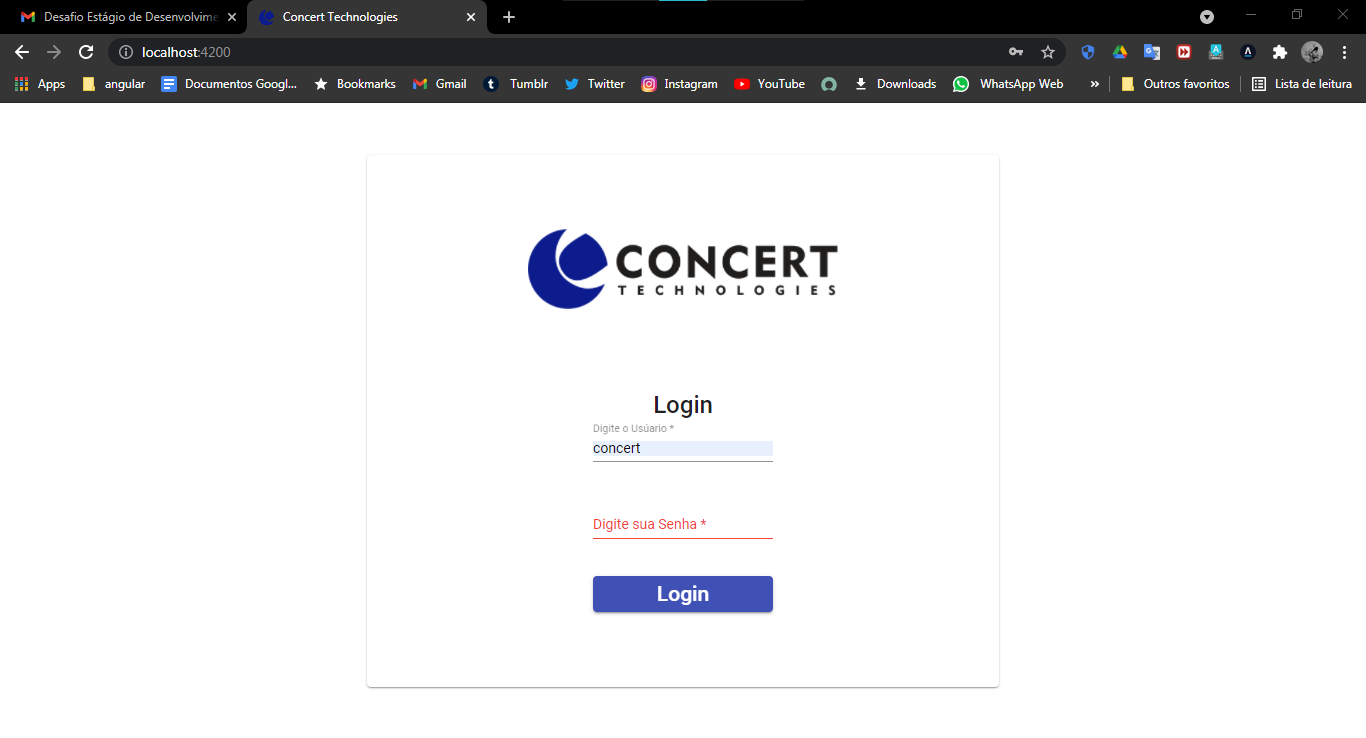 Desafio Estágio de Desenvolvime
Concert Technologies
localhost:4200
Apps angular Documentos Googl... Bookmarks Gmail Tumblr Twitter Instagram YouTube Downloads WhatsApp Web » Outros favoritos Lista de leitura
CONCERT
TECHNOLOGIES
Login
Digite o Usúario *
concert
Digite sua Senha *
Login